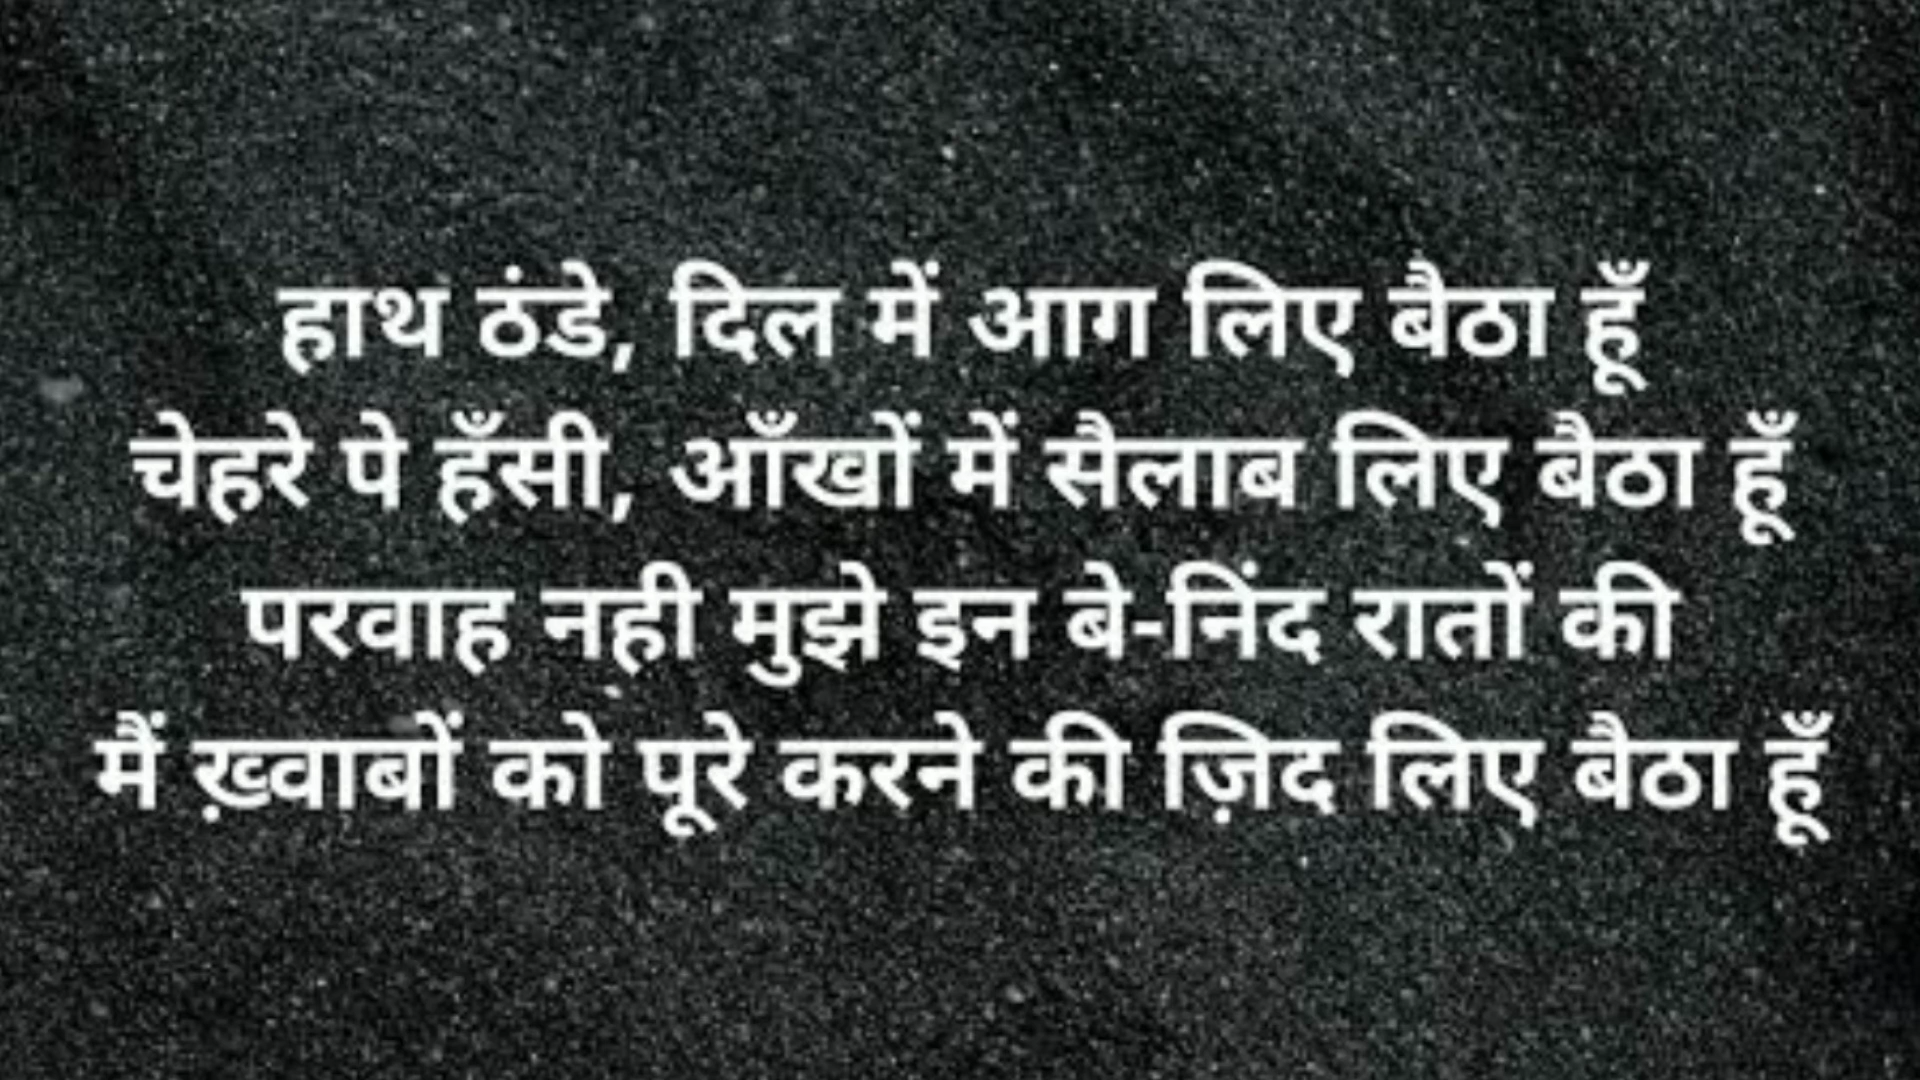 हाथ ठंडे, दिल में आग लिए बैठा हूँ
चेहरे पे हँसी, आँखों में सैलाब लिए बैठा हूँ
परवाह नही मुझे इन बे-निंद रातों की
मैं ख़्वाबों को पूरे करने की ज़िद लिए बैठा हूँ